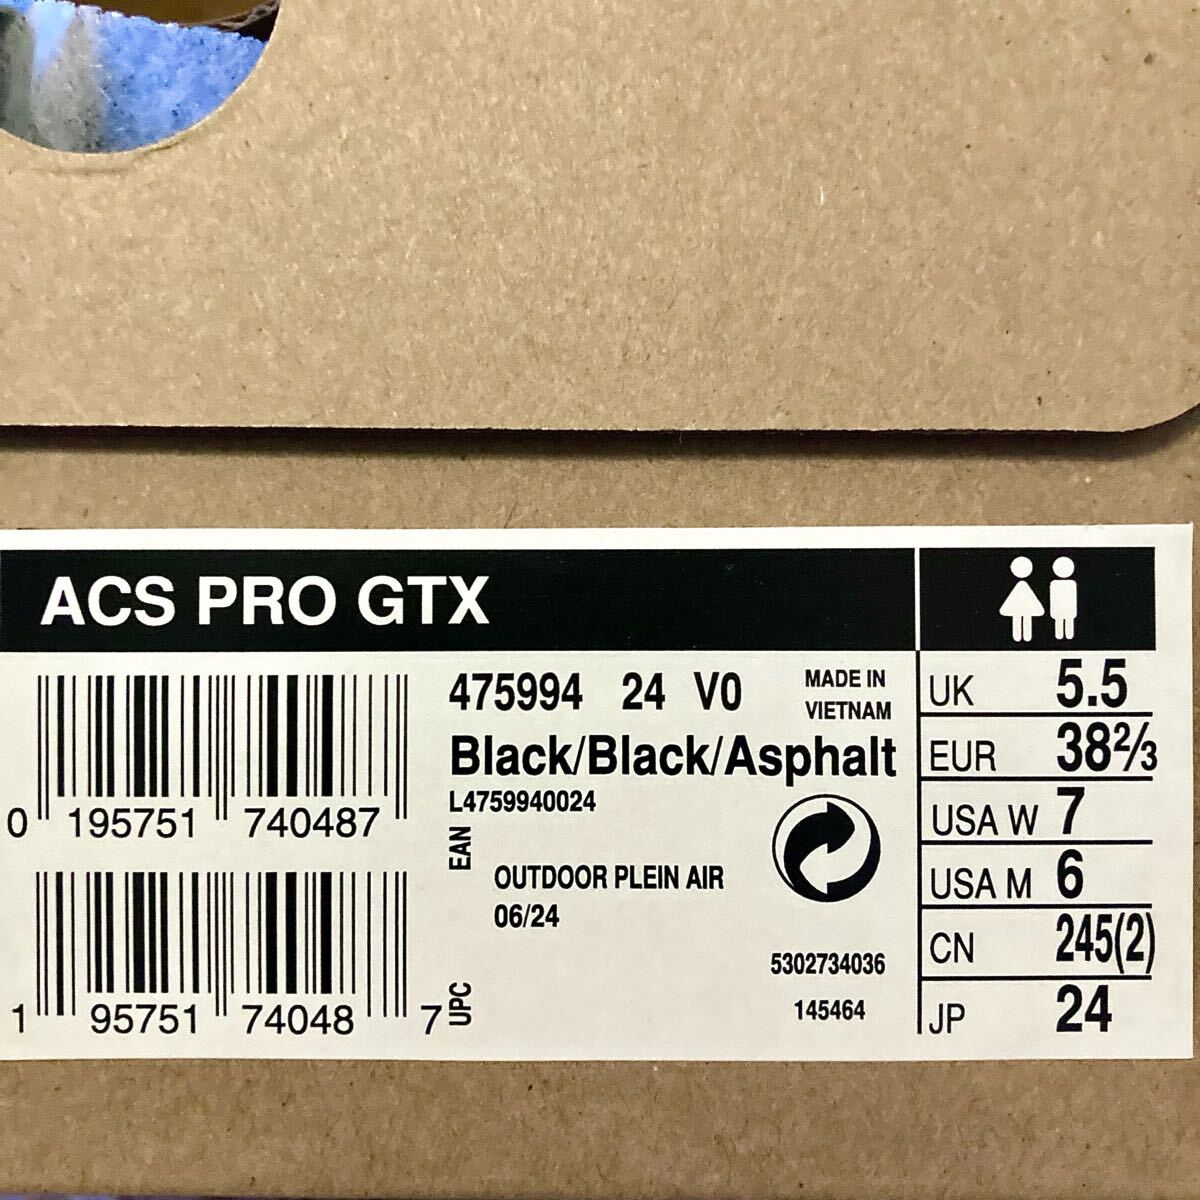 ACS PRO GTX
475994 24 V0
MADE IN
VIETNAM
Black/Black/Asphalt
L4759940024
0 195751 740487
EAN
OUTDOOR PLEIN AIR
06/24
5302734036
145464
1 95751 74048 7
UPC
UK 5.5
EUR 38⅔
USA W 7
USA M 6
CN 245(2)
JP 24